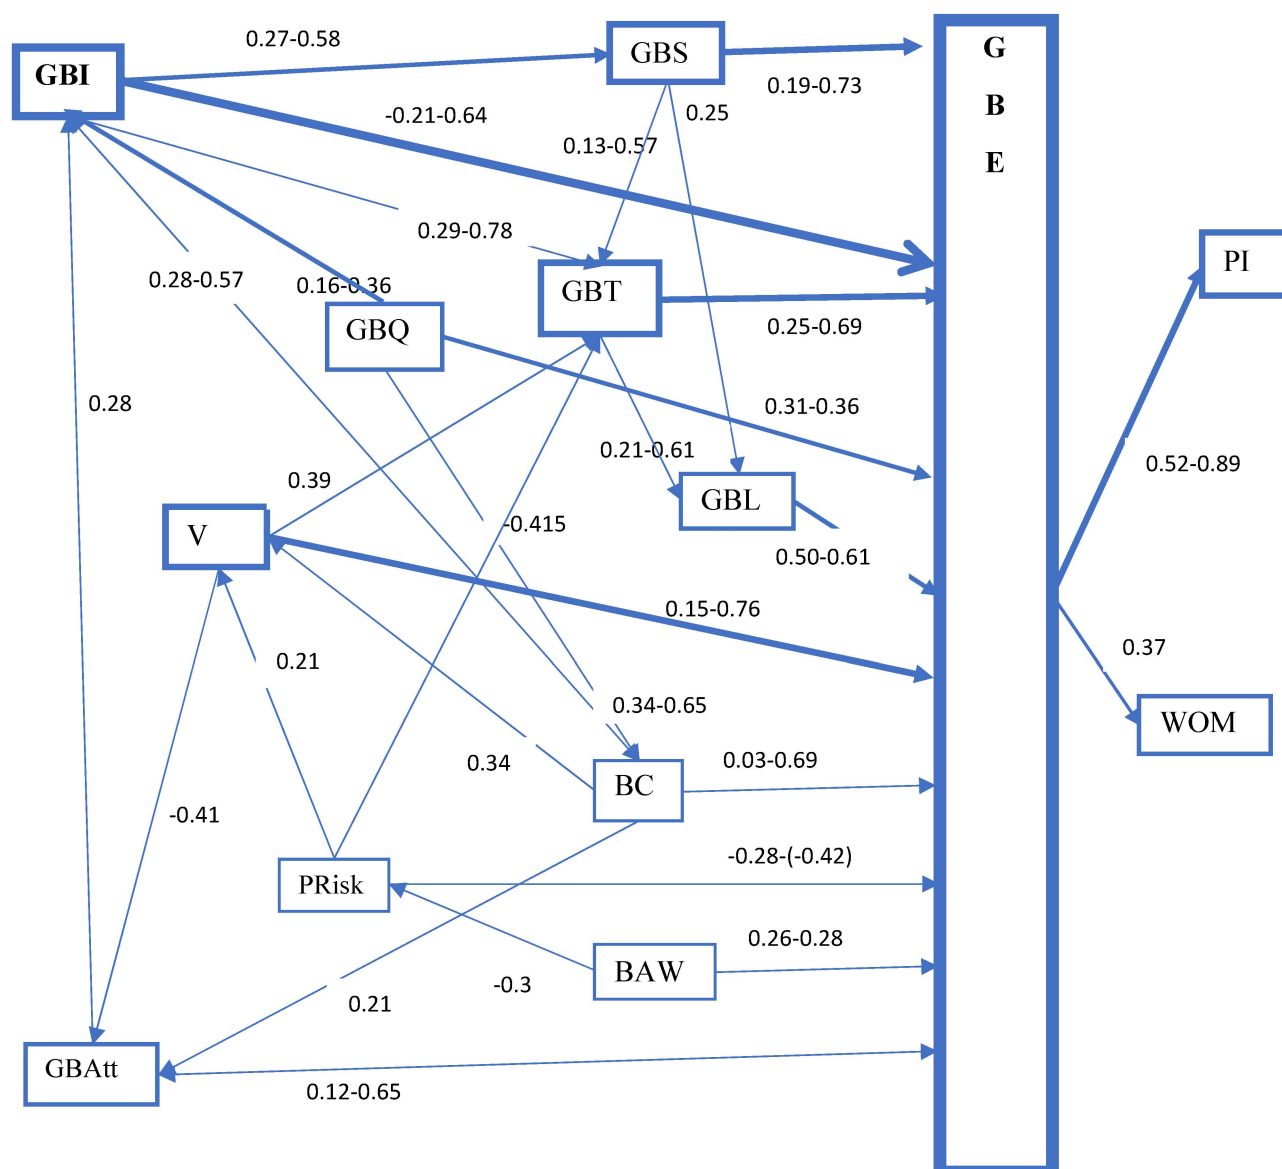 0.27-0.58
GBS
G
GBI
B
0.19-0.73
-0.21-0.64
0.25
0.13-0.57
E
0.29-0.78
PI
0.28-0.57
0.16-0.36
GBT
GBQ
0.25-0.69
0.28
0.31-0.36
0.21-0.61
0.52-0.89
0.39
GBL
V
-0.415
0.50-0.61
0.15-0.76
0.21
0.37
0.34-0.65
WOM
0.34
0.03-0.69
BC
-0.41
-0.28-(-0.42)
PRisk
0.26-0.28
BAW
-0.3
0.21
GBAtt
0.12-0.65